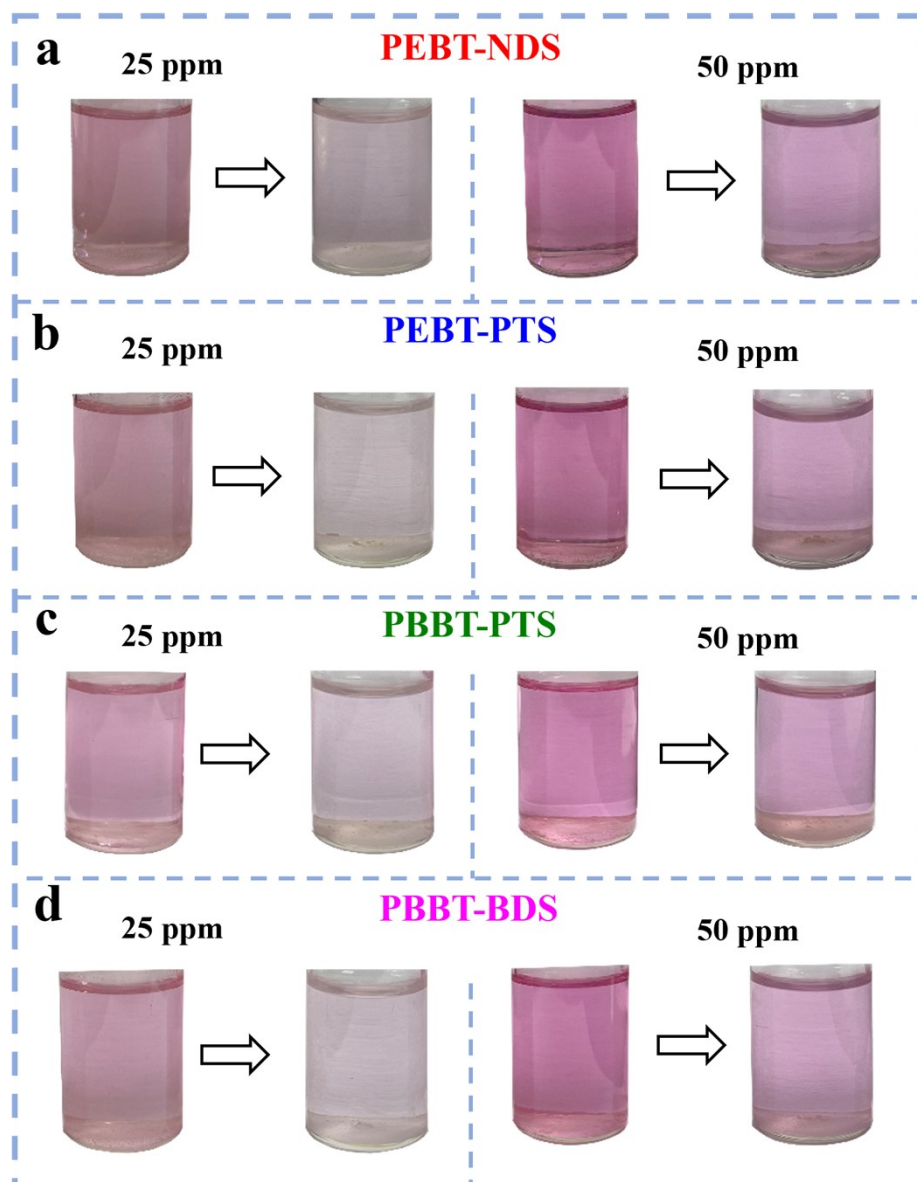 a
PEBT-NDS
25 ppm
50 ppm
b
PEBT-PTS
25 ppm
50 ppm
c
PBBT-PTS
25 ppm
50 ppm
d
PBBT-BDS
25 ppm
50 ppm